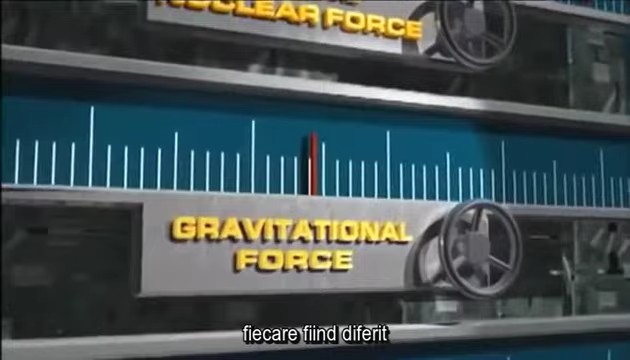 NUCLEAR FORCE
GRAVITATIONAL
FORCE
fiecare fiind diferit